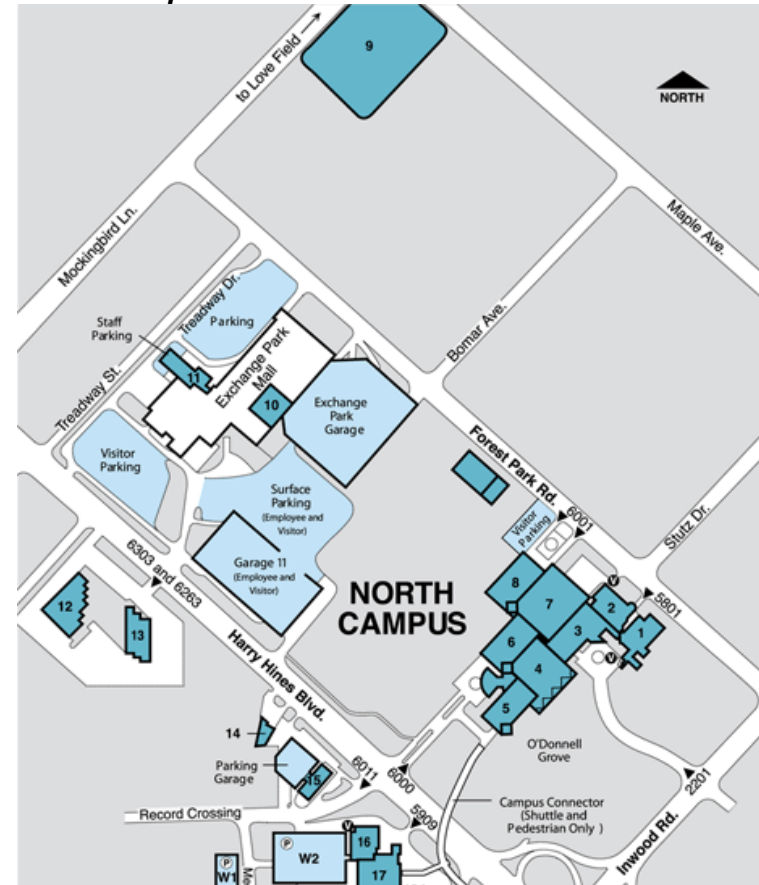 9
to Love Field
NORTH
Mockingbird Ln.
Maple Ave.
Treadway Dr.
Parking
Staff
Parking
Bomar Ave.
Exchange Park
Mall
11
10
Treadway St.
Exchange
Park
Garage
Visitor
Parking
Forest Park Rd.
Surface
Parking
(Employee and
Visitor)
6001
Visitor
Parking
Stutz Dr.
6303 and 6263
Garage 11
(Employee and
Visitor)
NORTH
CAMPUS
8
V
7
2
5801
12
13
3
1
6
V
4
5
Harry Hines Blvd.
14
O'Donnell
Grove
Parking
Garage
15
6011
6000
2201
5909
Campus Connector
(Shuttle and
Pedestrian Only )
Record Crossing
Inwood Rd.
V
P
W2
16
P
W1
Me
17